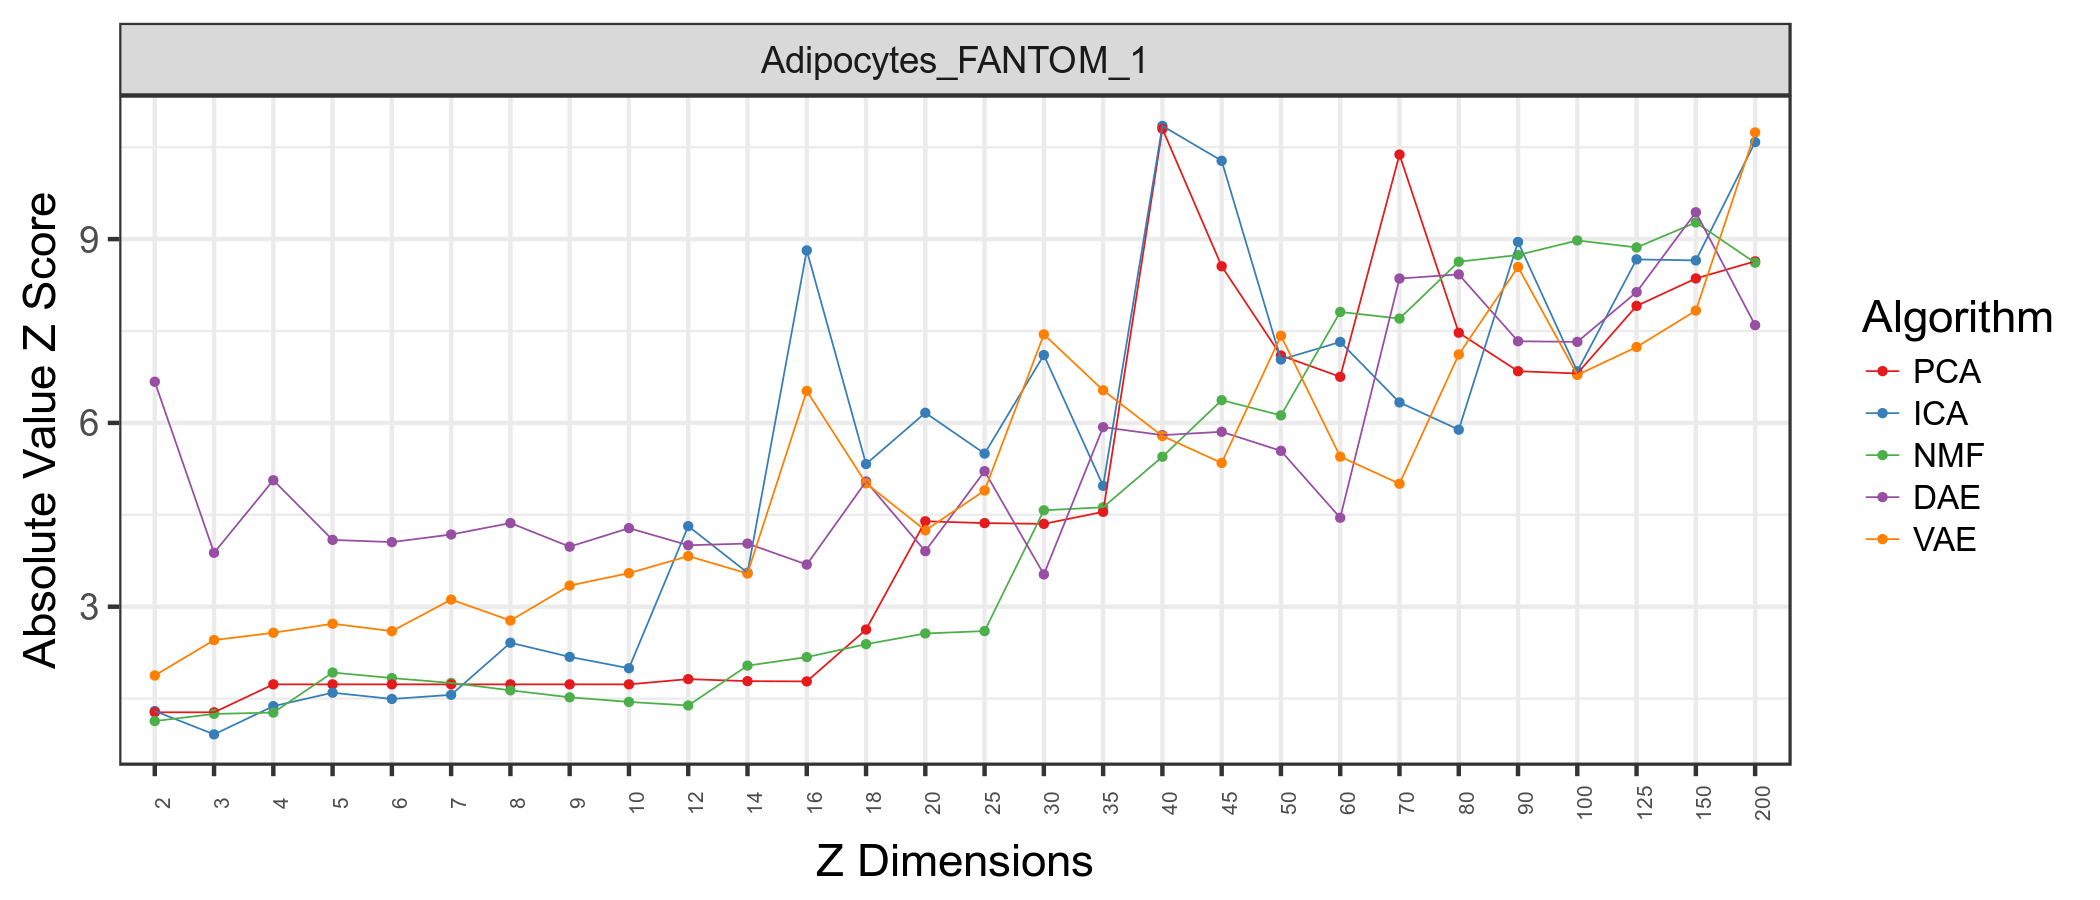 Adipocytes_FANTOM_1
Absolute Value Z Score
9
6
3
2 3 4 5 6 7 8 9 10 12 14 16 18 20 25 30 35 40 45 50 60 70 80 90 100 125 150 200
Z Dimensions
Algorithm
PCA
ICA
NMF
DAE
VAE